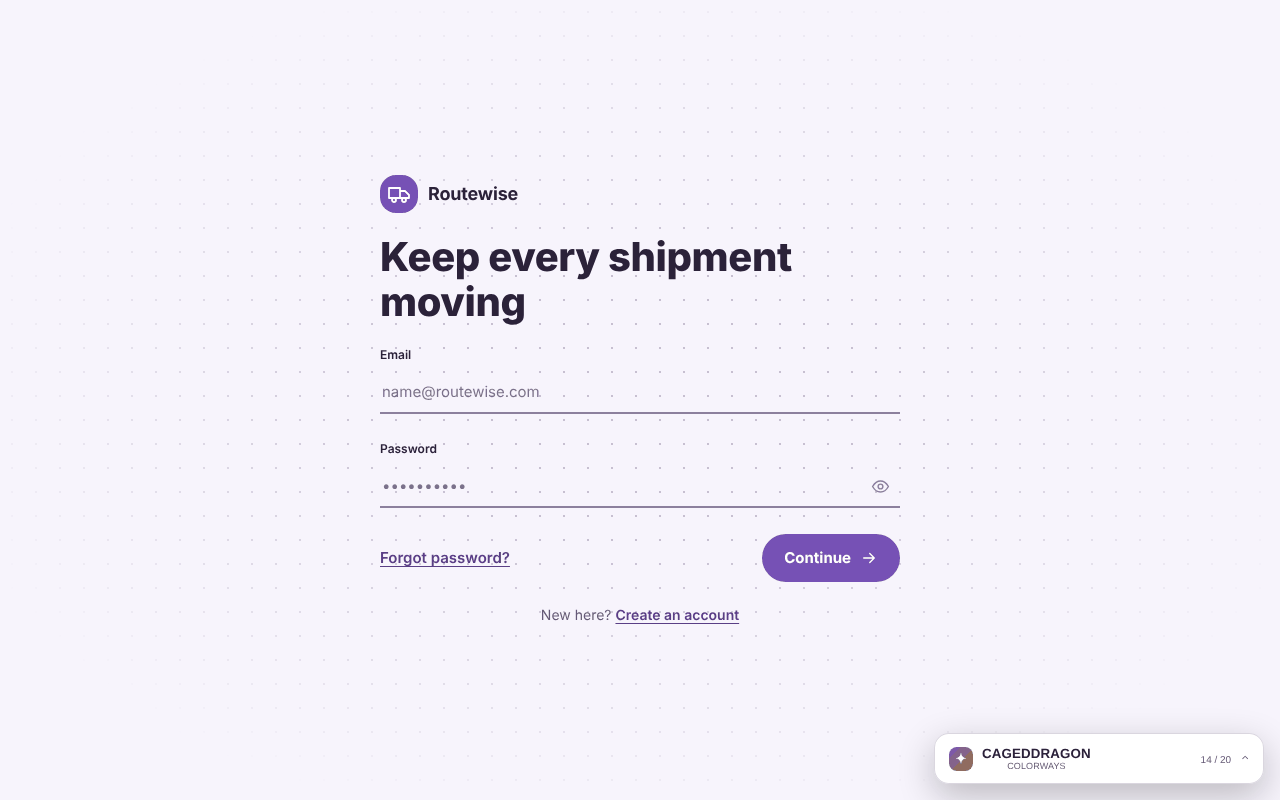 Routewise
Keep every shipment
moving
Email
name@routewise.com
Password
••••••••••
Forgot password?
Continue →
New here? Create an account
CAGEDDRAGON
COLORWAYS
14 / 20